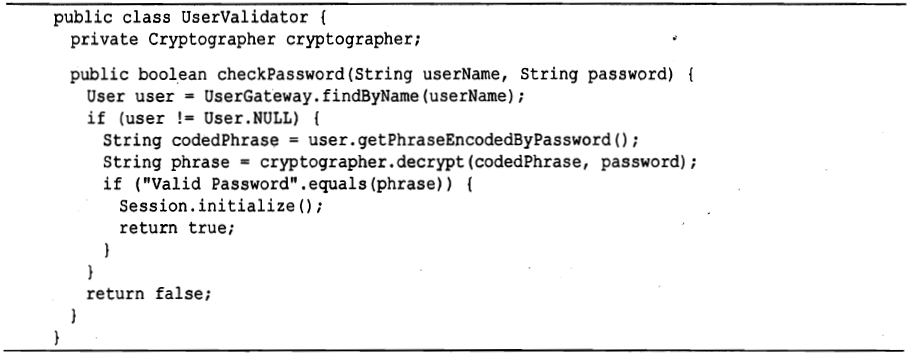 public class UserValidator {
private Cryptographer cryptographer;
public boolean checkPassword(String userName, String password) {
User user = UserGateway.findByName(userName);
if (user != User.NULL) {
String codedPhrase = user.getPhraseEncodedByPassword();
String phrase = cryptographer.decrypt(codedPhrase, password);
if ("Valid Password".equals(phrase)) {
Session.initialize();
return true;
}
}
return false;
}
}